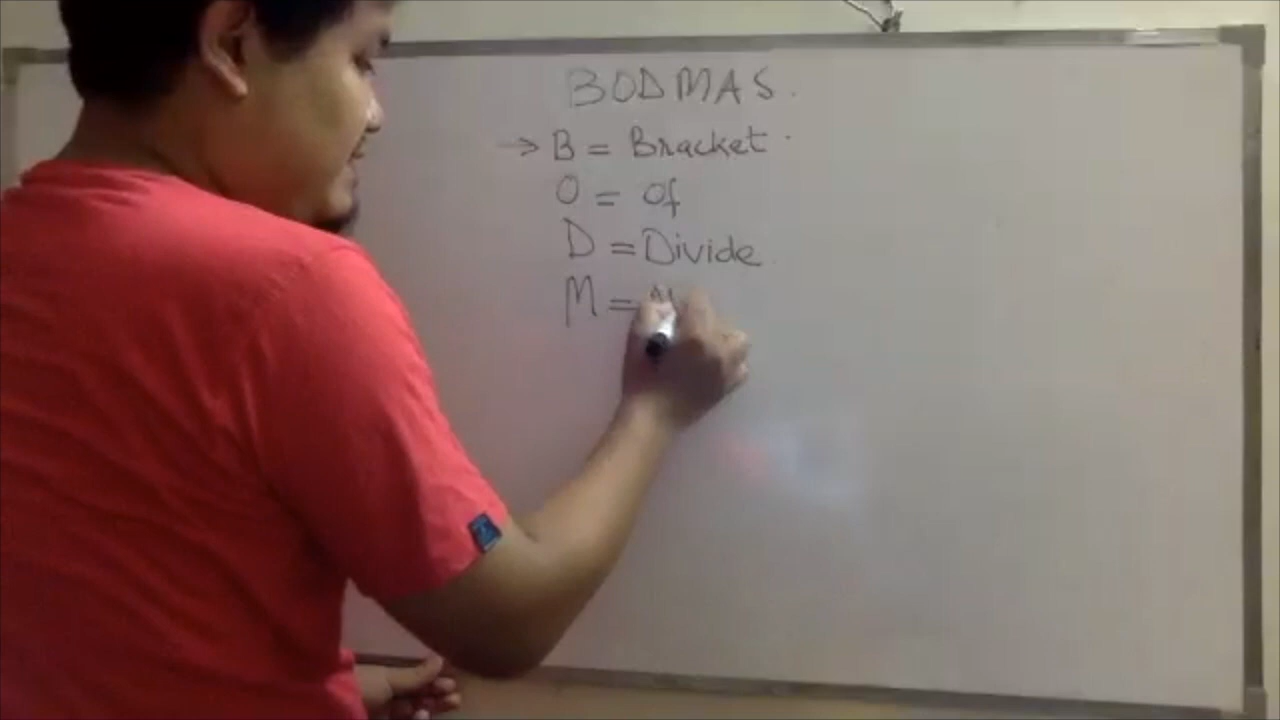 BODMAS.
→ B = Bracket.
O = Of
D = Divide
M =